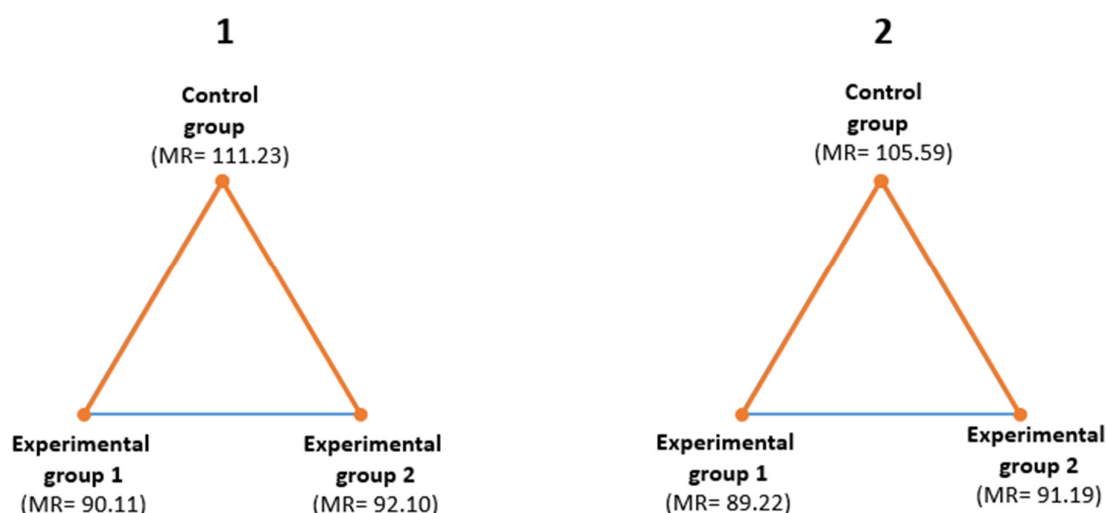 1
Control
group
(MR= 111.23)
Experimental
group 1
(MR= 90.11)
Experimental
group 2
(MR= 92.10)
2
Control
group
(MR= 105.59)
Experimental
group 1
(MR= 89.22)
Experimental
group 2
(MR= 91.19)